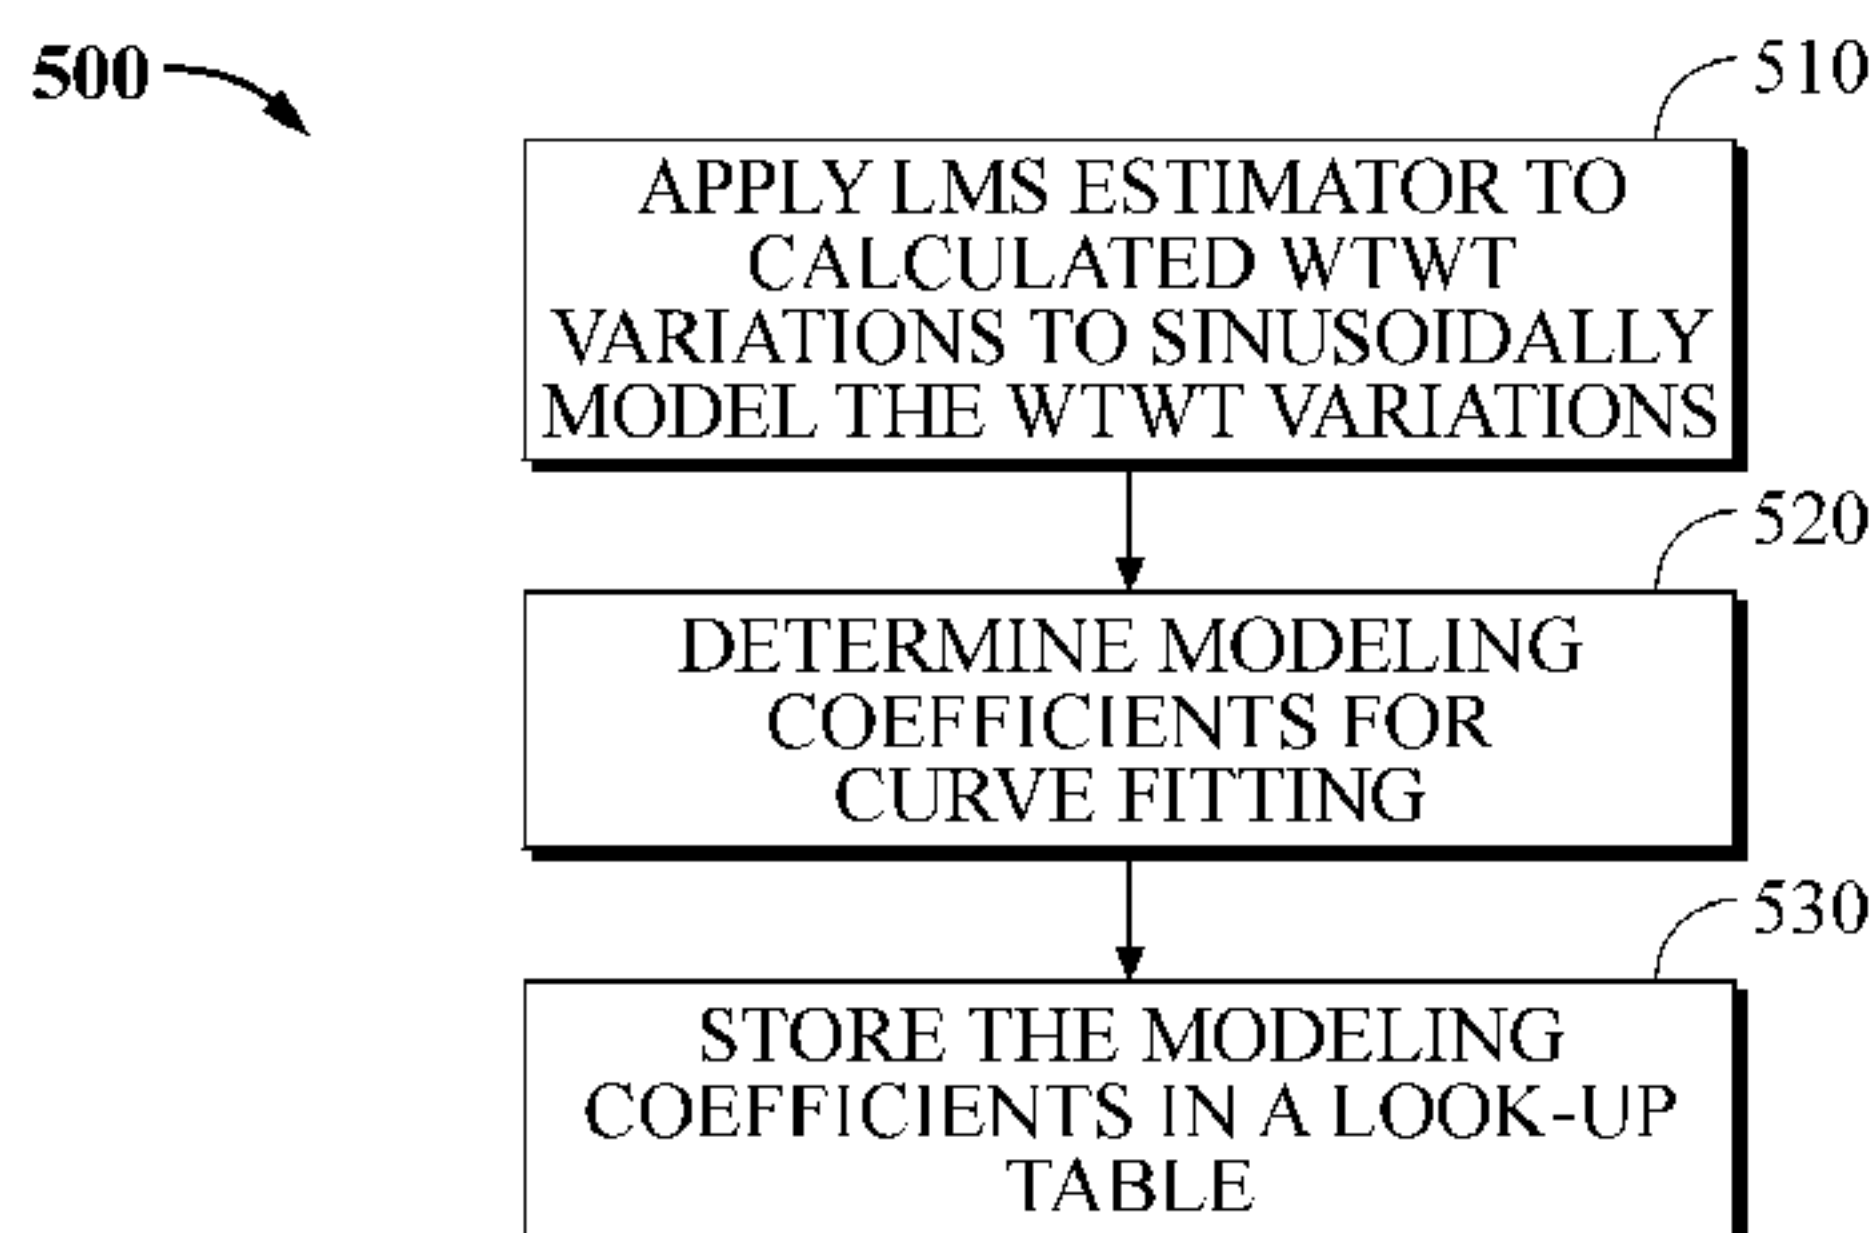 500
510
APPLY LMS ESTIMATOR TO
CALCULATED WTWT
VARIATIONS TO SINUSOIDALLY
MODEL THE WTWT VARIATIONS
520
DETERMINE MODELING
COEFFICIENTS FOR
CURVE FITTING
530
STORE THE MODELING
COEFFICIENTS IN A LOOK-UP
TABLE